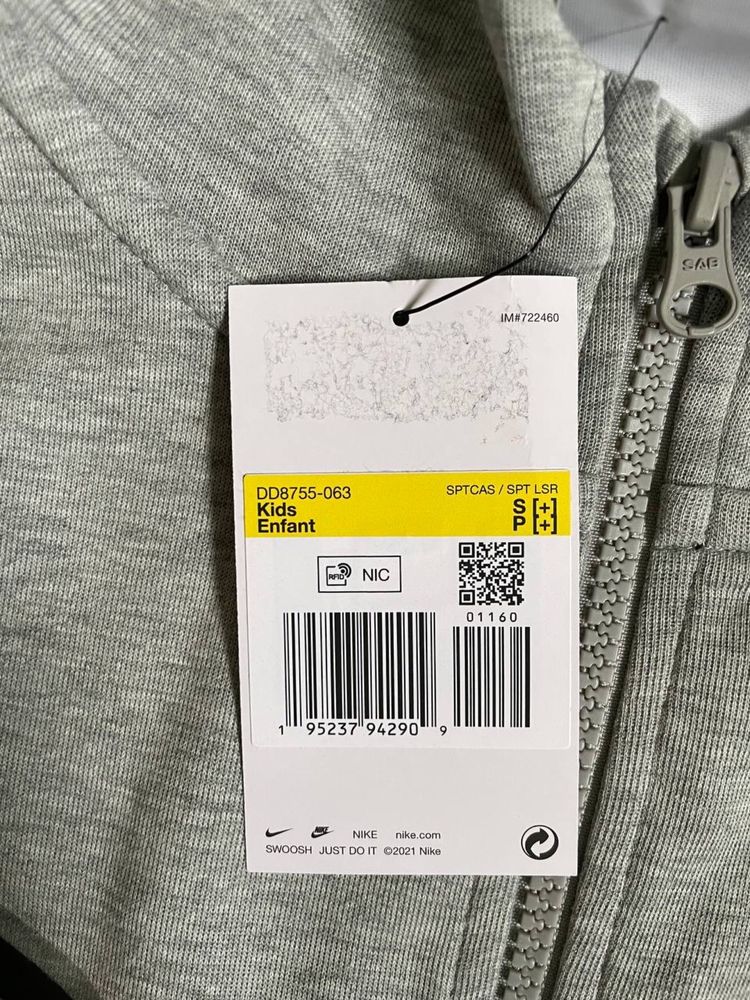 SAB
IM#722460
DD8755-063 SPTCAS / SPT LSR
Kids S [+]
Enfant P [+]
RFID NIC
01160
1 95237 94290 9
NIKE NIKE nike.com
SWOOSH JUST DO IT ©2021 Nike